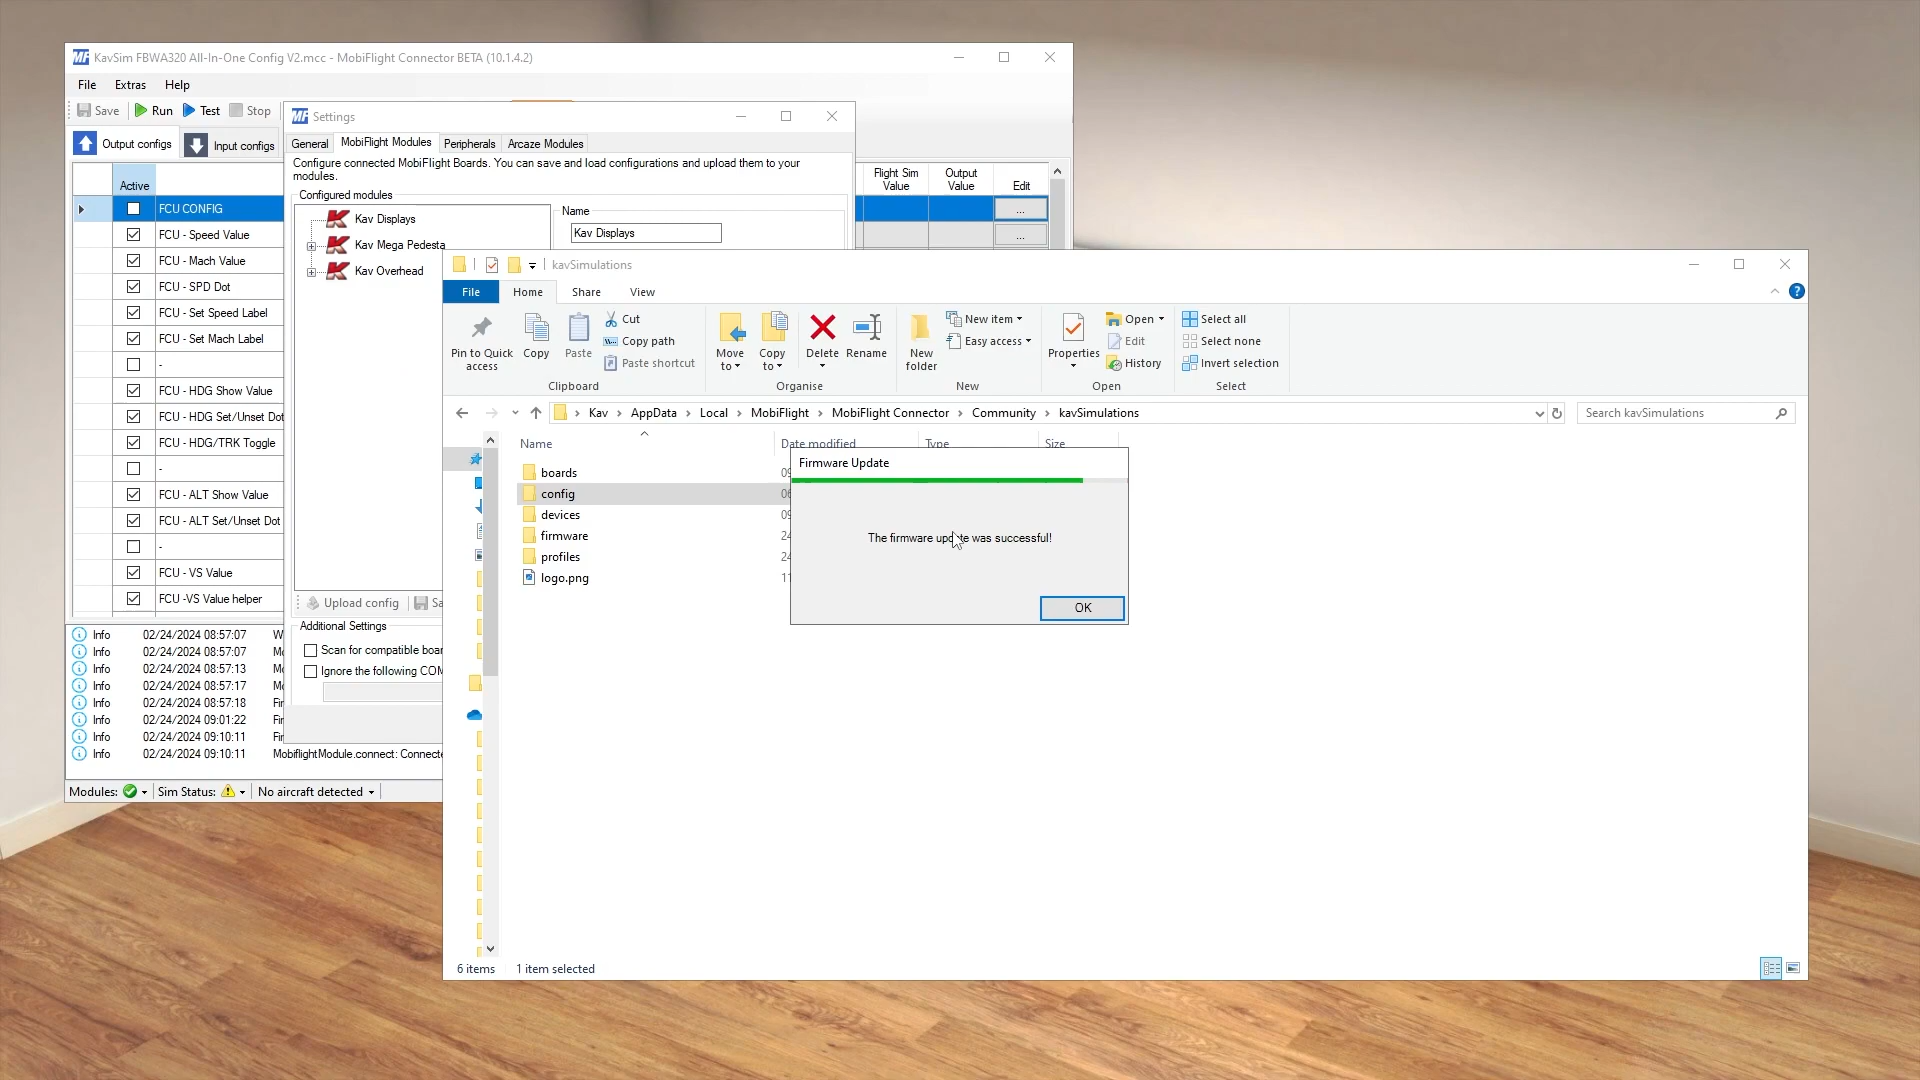 KavSim FBWA320 All-In-One Config V2.mcc - MobiFlight Connector BETA (10.1.4.2)
File Extras Help
Save Run Test Stop
Output configs Input configs
Active
Flight Sim Value
Output Value
Edit
FCU CONFIG ...
FCU - Speed Value ...
FCU - Mach Value
FCU - SPD Dot
FCU - Set Speed Label
FCU - Set Mach Label
-
FCU - HDG Show Value
FCU - HDG Set/Unset Dot
FCU - HDG/TRK Toggle
-
FCU - ALT Show Value
FCU - ALT Set/Unset Dot
-
FCU - VS Value
FCU -VS Value helper
Info 02/24/2024 08:57:07
Info 02/24/2024 08:57:07
Info 02/24/2024 08:57:13
Info 02/24/2024 08:57:17
Info 02/24/2024 08:57:18
Info 02/24/2024 09:01:22
Info 02/24/2024 09:10:11
Info 02/24/2024 09:10:11 MobiflightModule.connect: Connecte
Modules: Sim Status: No aircraft detected
Settings
General MobiFlight Modules Peripherals Arcaze Modules
Configure connected MobiFlight Boards. You can save and load configurations and upload them to your
modules.
Configured modules
Kav Displays
Kav Mega Pedesta
Kav Overhead
Name
Kav Displays
Upload config Sa
Additional Settings
Scan for compatible boar
Ignore the following COM
kavSimulations
File Home Share View
Pin to Quick access
Copy
Paste
Cut
Copy path
Paste shortcut
Clipboard
Move to
Copy to
Delete
Rename
Organise
New folder
New item
Easy access
New
Properties
Open
Edit
History
Open
Select all
Select none
Invert selection
Select
Kav > AppData > Local > MobiFlight > MobiFlight Connector > Community > kavSimulations
Search kavSimulations
Name Date modified Type Size
boards
config
devices
firmware
profiles
logo.png
Firmware Update
The firmware update was successful!
OK
6 items 1 item selected